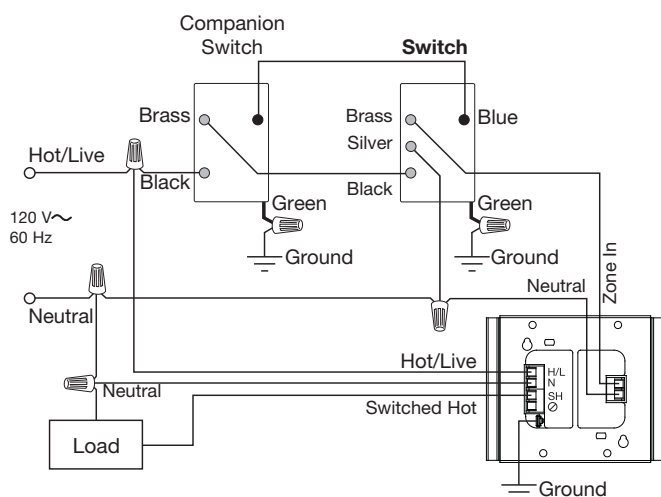 Companion
Switch
Switch
Brass
Brass
Blue
Silver
Hot/Live
Black
Black
Green
Green
120 V~
60 Hz
Ground
Ground
Zone In
Neutral
Neutral
Hot/Live
H/L
N
Neutral
SH
Switched Hot
Load
Ground